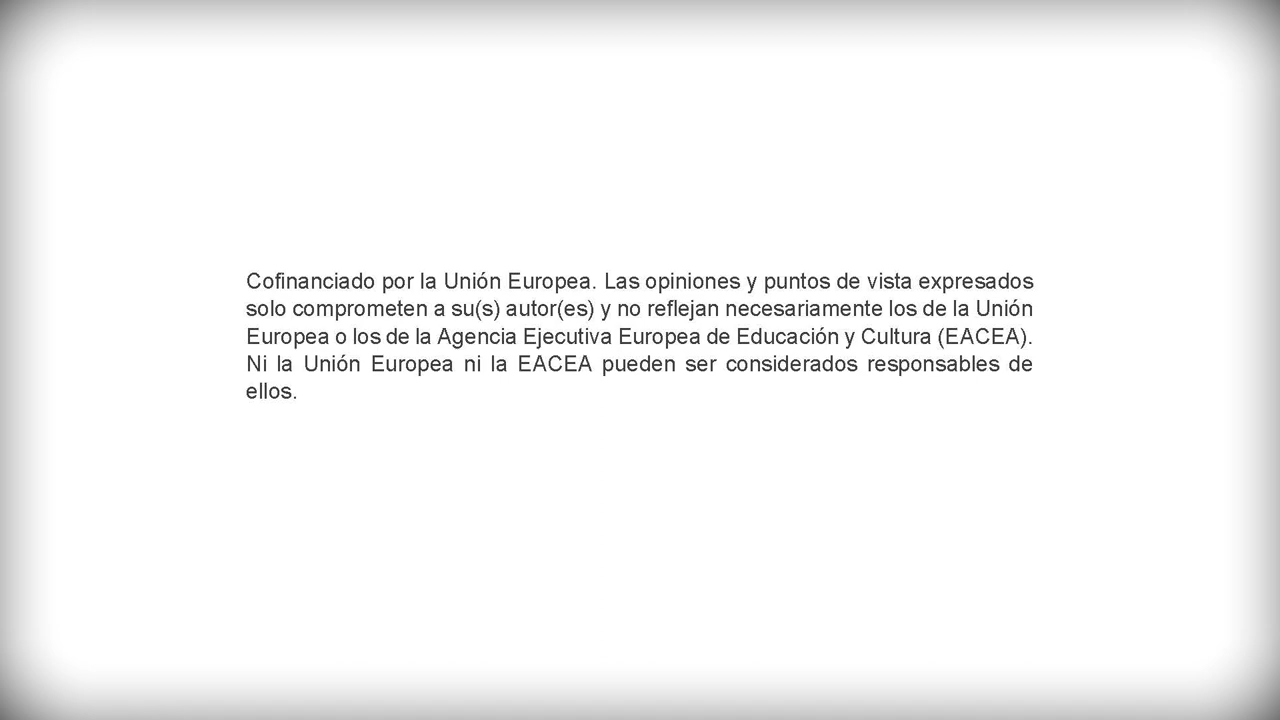 Cofinanciado por la Unión Europea. Las opiniones y puntos de vista expresados
solo comprometen a su(s) autor(es) y no reflejan necesariamente los de la Unión
Europea o los de la Agencia Ejecutiva Europea de Educación y Cultura (EACEA).
Ni la Unión Europea ni la EACEA pueden ser considerados responsables de
ellos.